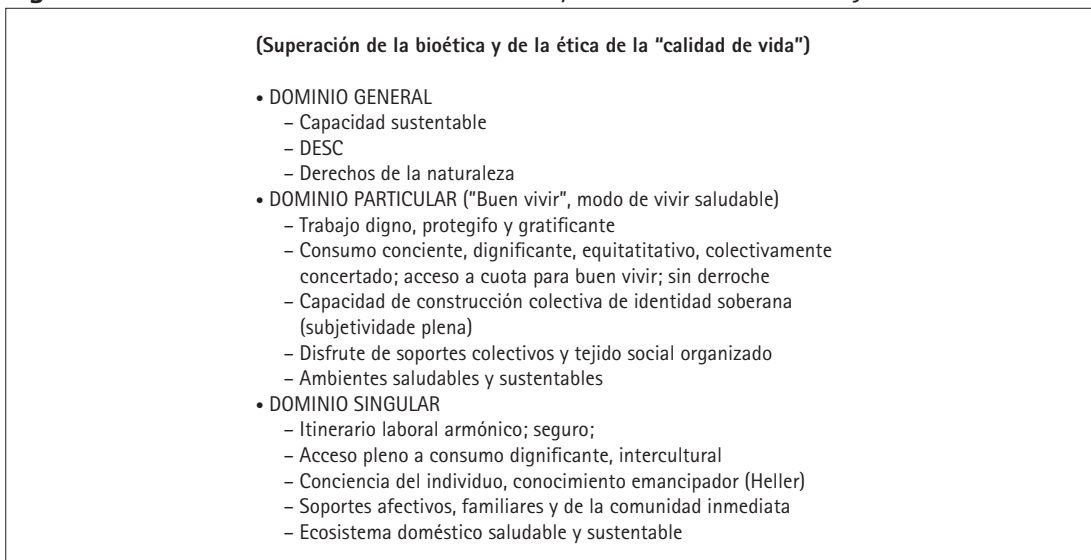 (Superación de la bioética y de la ética de la "calidad de vida")
• DOMINIO GENERAL
– Capacidad sustentable
– DESC
– Derechos de la naturaleza
• DOMINIO PARTICULAR ("Buen vivir", modo de vivir saludable)
– Trabajo digno, protegifo y gratificante
– Consumo conciente, dignificante, equitatitativo, colectivamente
concertado; acceso a cuota para buen vivir; sin derroche
– Capacidad de construcción colectiva de identidad soberana
(subjetividade plena)
– Disfrute de soportes colectivos y tejido social organizado
– Ambientes saludables y sustentables
• DOMINIO SINGULAR
– Itinerario laboral armónico; seguro;
– Acceso pleno a consumo dignificante, intercultural
– Conciencia del individuo, conocimiento emancipador (Heller)
– Soportes afectivos, familiares y de la comunidad inmediata
– Ecosistema doméstico saludable y sustentable